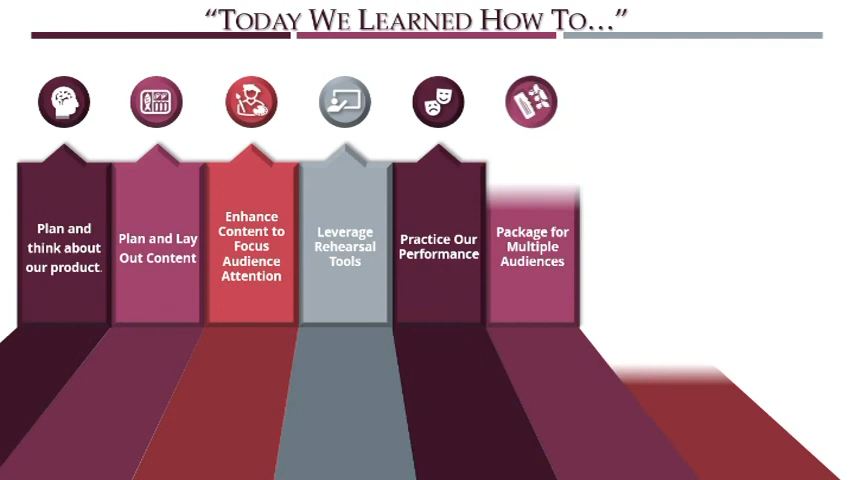 “Today We Learned How To…”
Plan and
think about
our product.
Plan and Lay
Out Content
Enhance
Content to
Focus
Audience
Attention
Leverage
Rehearsal
Tools
Practice Our
Performance
Package for
Multiple
Audiences